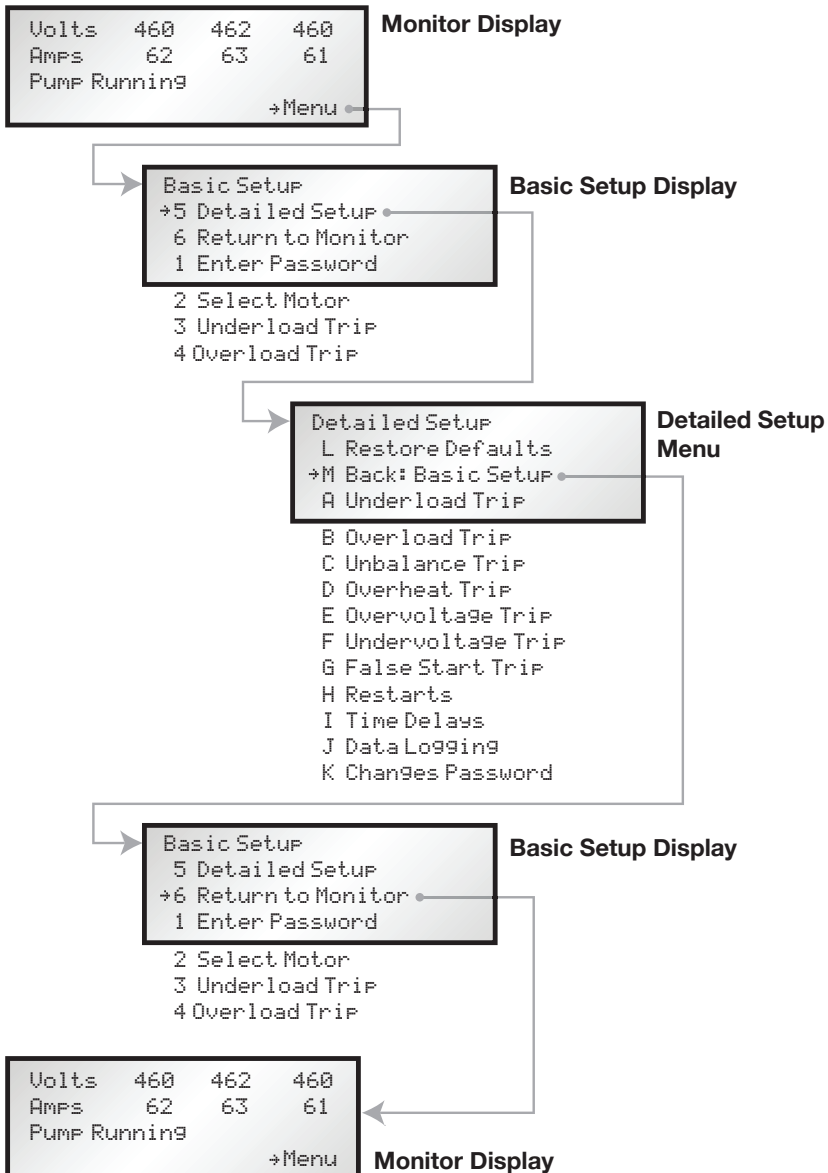 Volts 460 462 460
Amps 62 63 61
Pump Running
→Menu
Monitor Display
Basic Setup
→5 Detailed Setup
6 Return to Monitor
1 Enter Password
2 Select Motor
3 Underload Trip
4 Overload Trip
Basic Setup Display
Detailed Setup
L Restore Defaults
→M Back: Basic Setup
A Underload Trip
B Overload Trip
C Unbalance Trip
D Overheat Trip
E Overvoltage Trip
F Undervoltage Trip
G False Start Trip
H Restarts
I Time Delays
J Data Logging
K Changes Password
Detailed Setup
Menu
Basic Setup
5 Detailed Setup
→6 Return to Monitor
1 Enter Password
2 Select Motor
3 Underload Trip
4 Overload Trip
Basic Setup Display
Volts 460 462 460
Amps 62 63 61
Pump Running
→Menu
Monitor Display